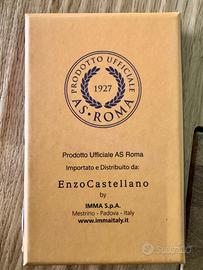 PRODOTTO UFFICIALE
1927
AS·ROMA
Prodotto Ufficiale AS Roma
Importato e Distribuito da:
EnzoCastellano
by
IMMA S.p.A.
Mestrino - Padova - Italy
www.immaitaly.it
subito